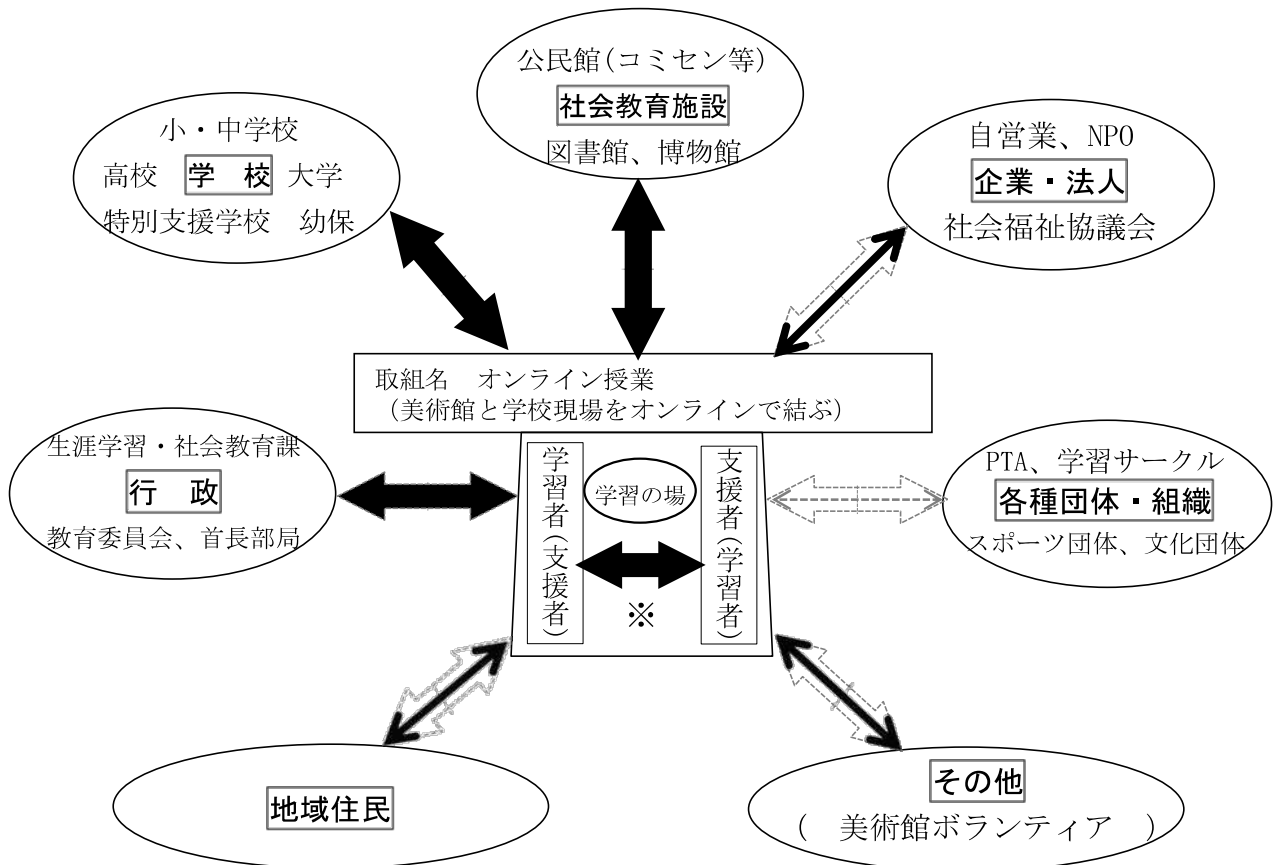 公民館(コミセン等)
社会教育施設
図書館、博物館
小・中学校
高校 学 校 大学
特別支援学校 幼保
自営業、NPO
企業・法人
社会福祉協議会
取組名 オンライン授業
(美術館と学校現場をオンラインで結ぶ)
生涯学習・社会教育課
行 政
教育委員会、首長部局
学習者(支援者)
学習の場
※
支援者(学習者)
PTA、学習サークル
各種団体・組織
スポーツ団体、文化団体
地域住民
その他
( 美術館ボランティア )